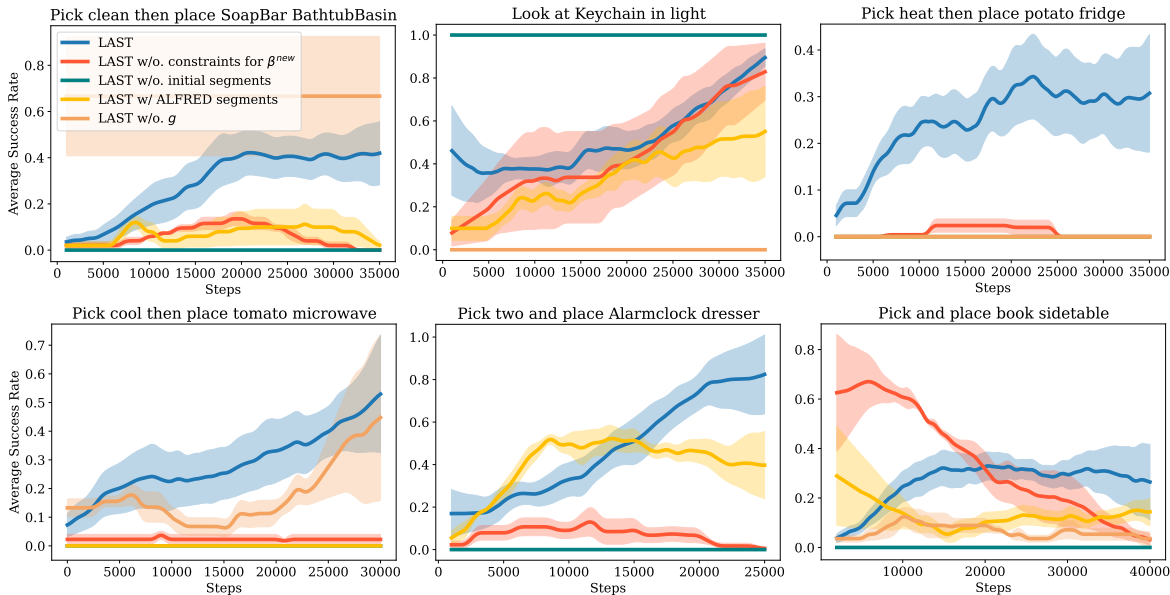 Pick clean then place SoapBar BathtubBasin
LAST
LAST w/o. constraints for β^new
LAST w/o. initial segments
LAST w/ ALFRED segments
LAST w/o. g
Average Success Rate
0.8
0.6
0.4
0.2
0.0
0 5000 10000 15000 20000 25000 30000 35000
Steps
Look at Keychain in light
1.0
0.8
0.6
0.4
0.2
0.0
0 5000 10000 15000 20000 25000 30000 35000
Steps
Pick heat then place potato fridge
0.4
0.3
0.2
0.1
0.0
0 5000 10000 15000 20000 25000 30000 35000
Steps
Pick cool then place tomato microwave
Average Success Rate
0.7
0.6
0.5
0.4
0.3
0.2
0.1
0.0
0 5000 10000 15000 20000 25000 30000
Steps
Pick two and place Alarmclock dresser
1.0
0.8
0.6
0.4
0.2
0.0
0 5000 10000 15000 20000 25000
Steps
Pick and place book sidetable
0.8
0.6
0.4
0.2
0.0
10000 20000 30000 40000
Steps